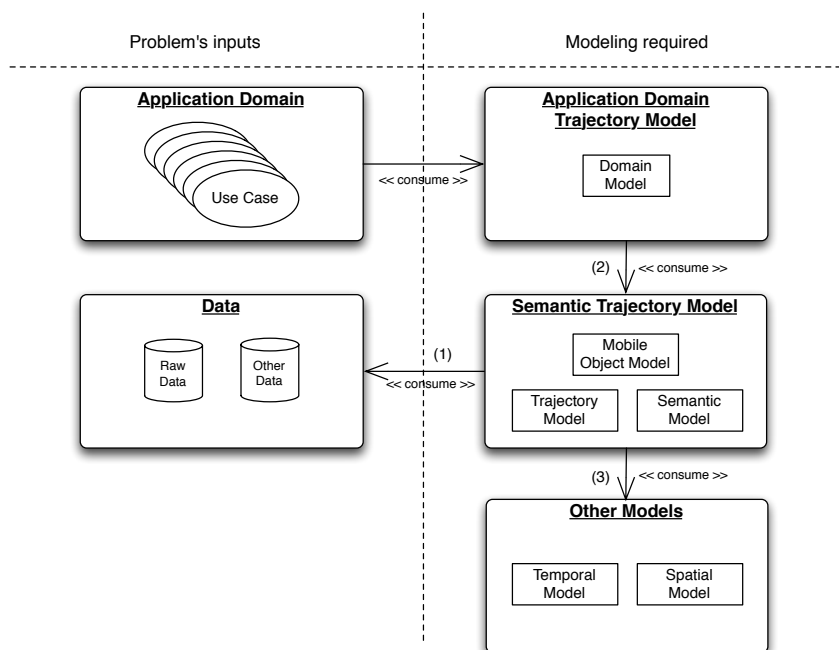 Problem's inputs
Modeling required
Application Domain
Use Case
<< consume >>
Application Domain
Trajectory Model
Domain
Model
(2)
<< consume >>
Data
Raw
Data
Other
Data
(1)
<< consume >>
Semantic Trajectory Model
Mobile
Object Model
Trajectory
Model
Semantic
Model
(3)
<< consume >>
Other Models
Temporal
Model
Spatial
Model